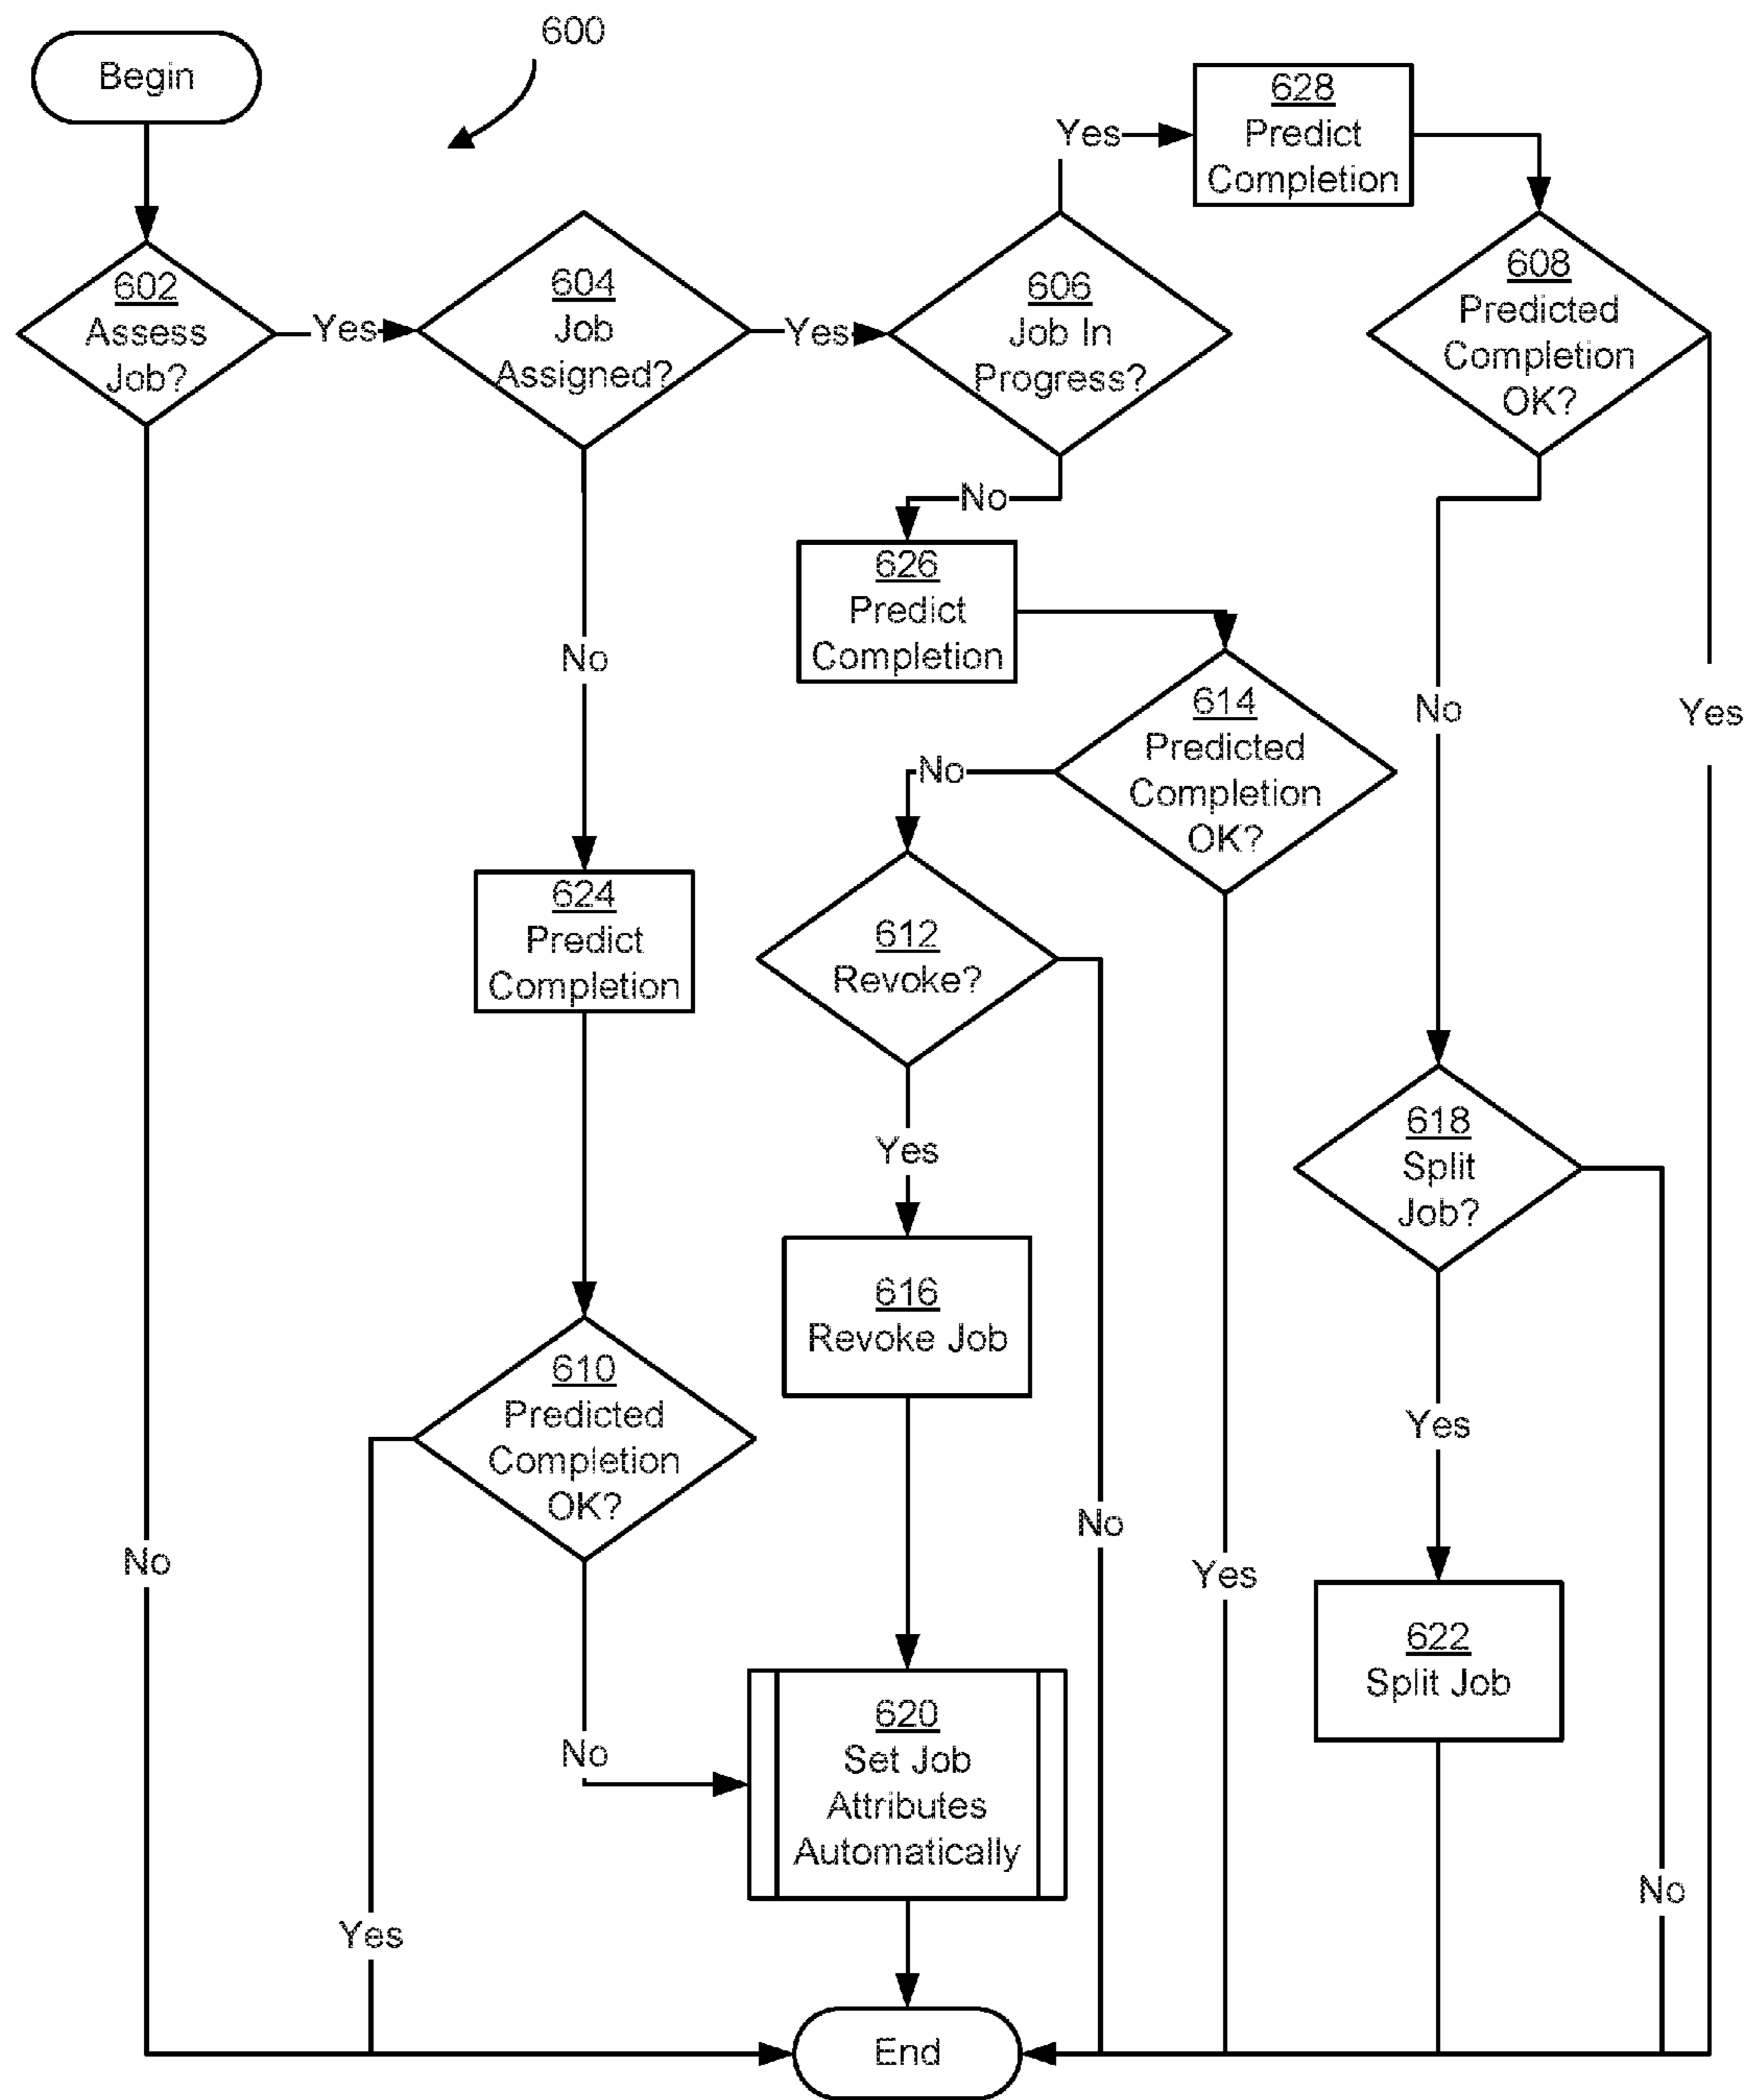 600
Begin
628
Predict
Completion
Yes
602
Assess
Job?
Yes
604
Job
Assigned?
Yes
606
Job In
Progress?
608
Predicted
Completion
OK?
No
626
Predict
Completion
No
614
Predicted
Completion
OK?
No
Yes
No
624
Predict
Completion
612
Revoke?
Yes
618
Split
Job?
616
Revoke Job
610
Predicted
Completion
OK?
Yes
No
No
Yes
622
Split Job
620
Set Job
Attributes
Automatically
No
No
Yes
End